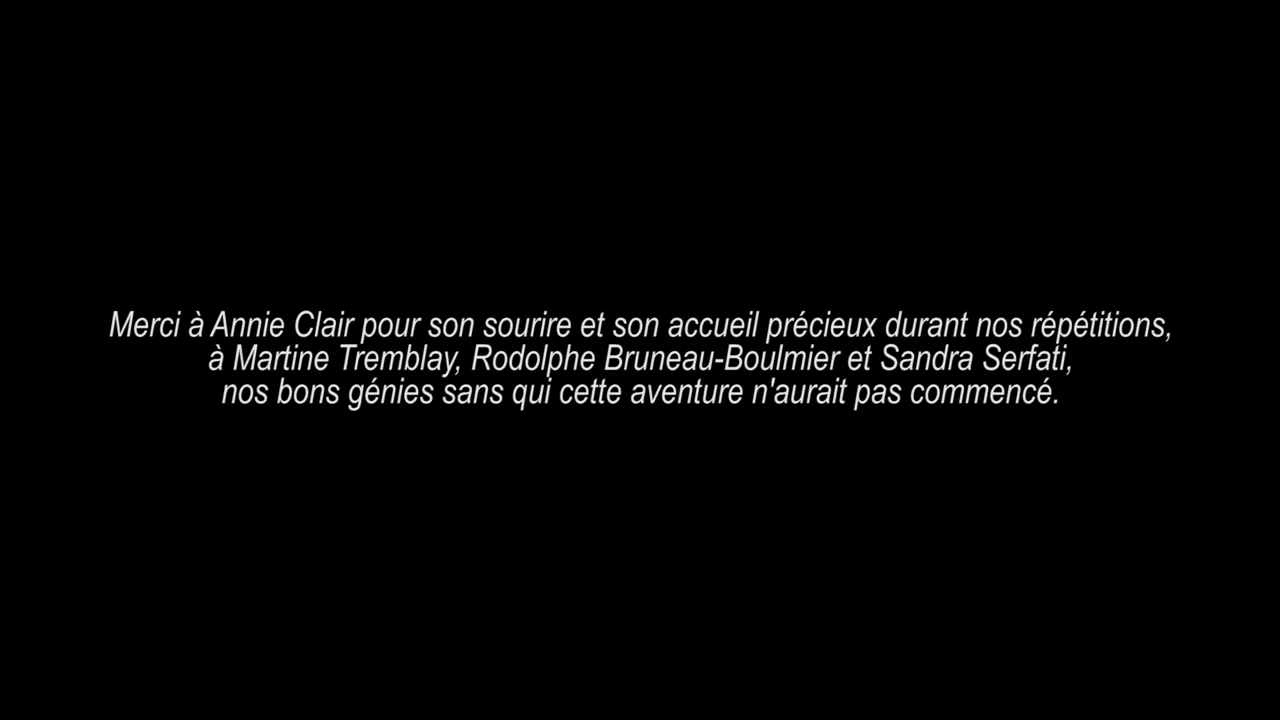 Merci à Annie Clair pour son sourire et son accueil précieux durant nos répétitions,
à Martine Tremblay, Rodolphe Bruneau-Boulmier et Sandra Serfati,
nos bons génies sans qui cette aventure n'aurait pas commencé.